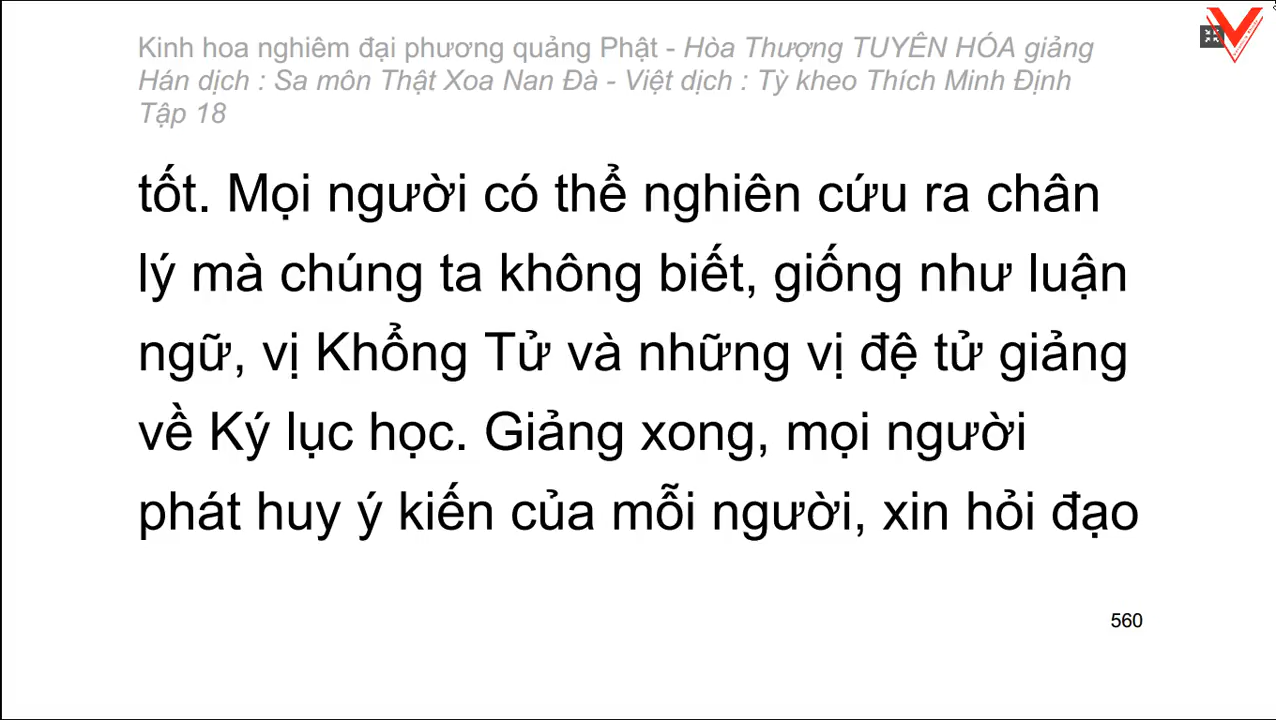 Kinh hoa nghiêm đại phương quảng Phật - Hòa Thượng TUYÊN HÓA giảng
Hán dịch : Sa môn Thật Xoa Nan Đà - Việt dịch : Tỳ kheo Thích Minh Định
Tập 18
tốt. Mọi người có thể nghiên cứu ra chân
lý mà chúng ta không biết, giống như luận
ngữ, vị Khổng Tử và những vị đệ tử giảng
về Ký lục học. Giảng xong, mọi người
phát huy ý kiến của mỗi người, xin hỏi đạo
560